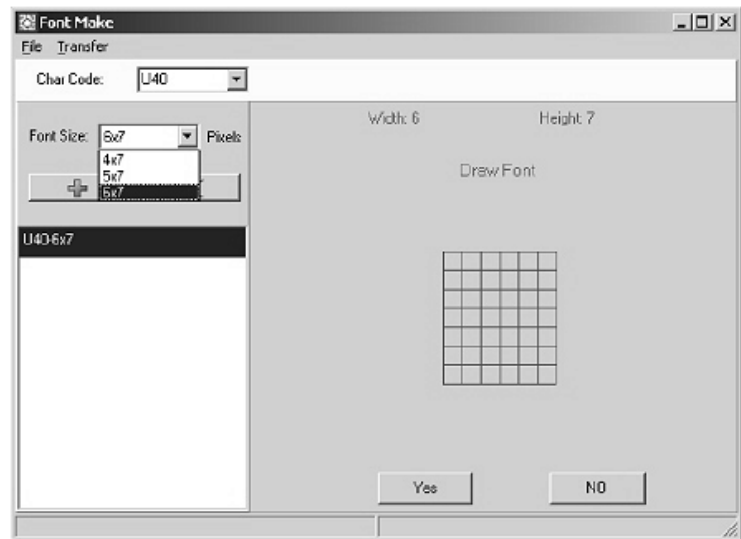 Font Make
File Transfer
Char Code: U40
Font Size: 6x7 Pixels
4x7
5x7
6x7
U40-6x7
Width: 6 Height: 7
Draw Font
Yes NO